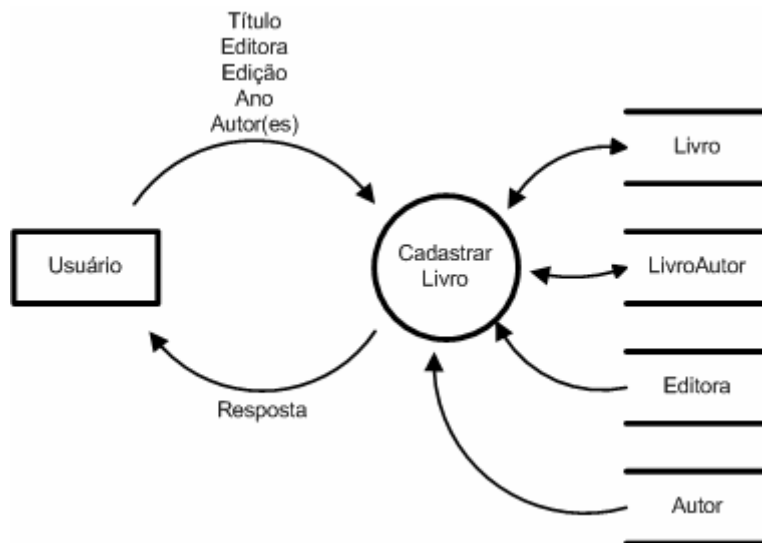 Título
Editora
Edição
Ano
Autor(es)
Livro
Usuário
Cadastrar
Livro
LivroAutor
Editora
Resposta
Autor